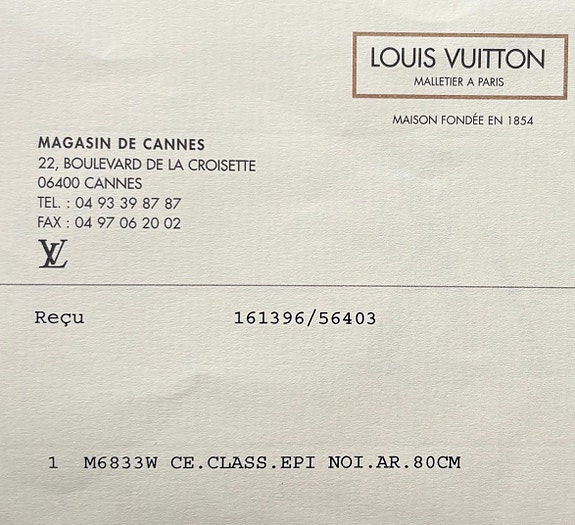 LOUIS VUITTON
MALLETIER A PARIS
MAISON FONDÉE EN 1854
MAGASIN DE CANNES
22, BOULEVARD DE LA CROISETTE
06400 CANNES
TEL. : 04 93 39 87 87
FAX : 04 97 06 20 02
LV
Reçu 161396/56403
1 M6833W CE.CLASS.EPI NOI.AR.80CM